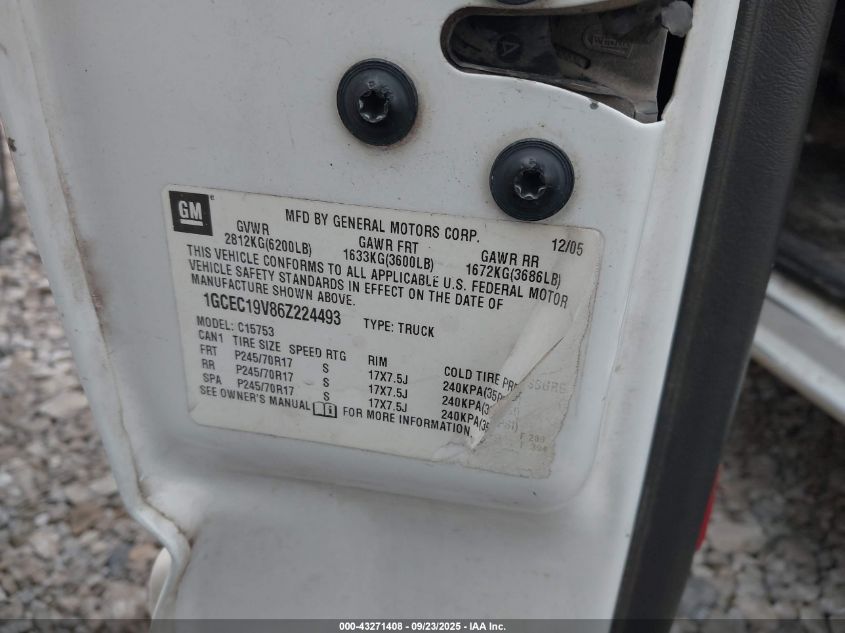 GM
MFD BY GENERAL MOTORS CORP.
12/05
GVWR
GAWR FRT
GAWR RR
2812KG(6200LB)
1633KG(3600LB)
1672KG(3686LB)
THIS VEHICLE CONFORMS TO ALL APPLICABLE U.S. FEDERAL MOTOR
VEHICLE SAFETY STANDARDS IN EFFECT ON THE DATE OF
MANUFACTURE SHOWN ABOVE.
1GCEC19V86Z224493
TYPE: TRUCK
MODEL: C15753
CAN1 TIRE SIZE SPEED RTG RIM COLD TIRE PRESSURE
FRT P245/70R17 S 17X7.5J 240KPA(35PSI)
RR P245/70R17 S 17X7.5J 240KPA(
SPA P245/70R17 S 17X7.5J 240KPA(35PSI)
SEE OWNER'S MANUAL FOR MORE INFORMATION
000-43271408 - 09/23/2025 - IAA Inc.